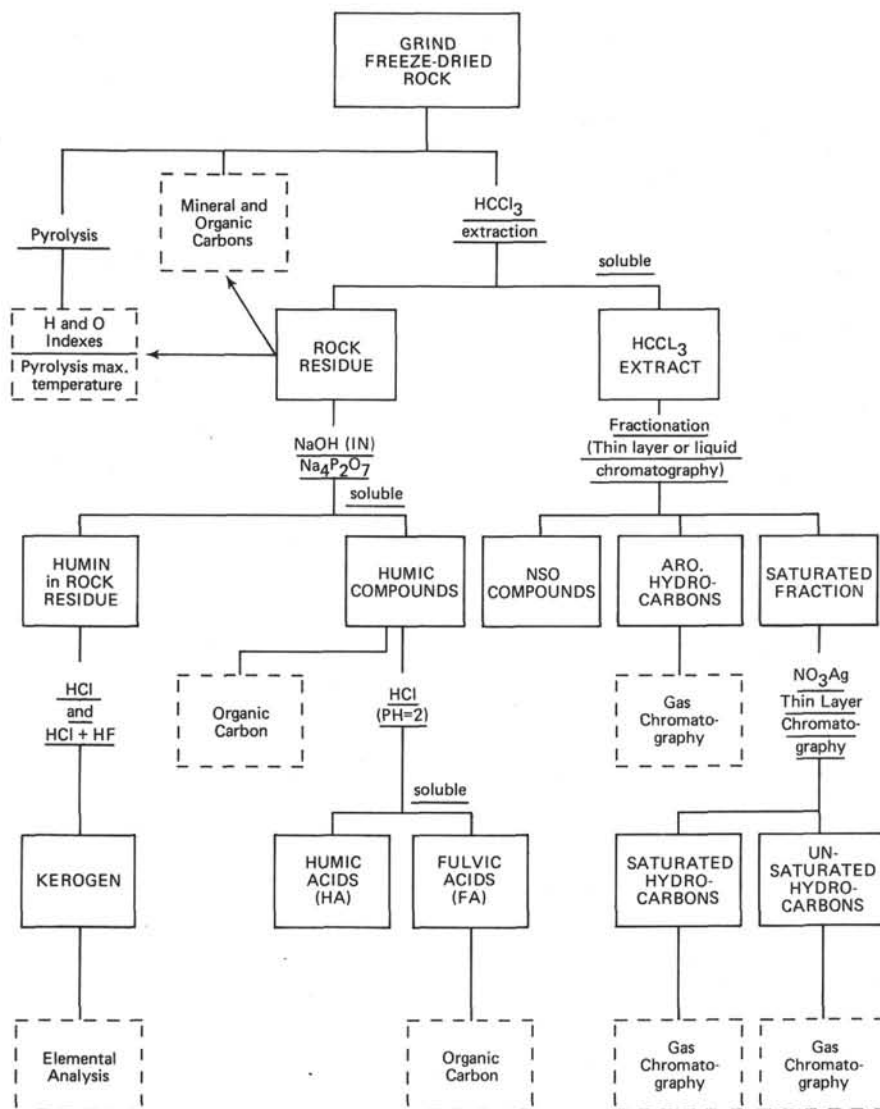 GRIND
FREEZE-DRIED
ROCK
Pyrolysis
Mineral and
Organic
Carbons
HCCl3
extraction
soluble
H and O
Indexes
Pyrolysis max.
temperature
ROCK
RESIDUE
HCCL3
EXTRACT
NaOH (IN)
Na4P2O7
soluble
Fractionation
(Thin layer or liquid
chromatography)
HUMIN
in ROCK
RESIDUE
HUMIC
COMPOUNDS
NSO
COMPOUNDS
ARO.
HYDRO-
CARBONS
SATURATED
FRACTION
HCl
and
HCl + HF
Organic
Carbon
HCl
(PH=2)
soluble
Gas
Chromato-
graphy
NO3Ag
Thin Layer
Chromato-
graphy
KEROGEN
HUMIC
ACIDS
(HA)
FULVIC
ACIDS
(FA)
SATURATED
HYDRO-
CARBONS
UN-
SATURATED
HYDRO-
CARBONS
Elemental
Analysis
Organic
Carbon
Gas
Chromato-
graphy
Gas
Chromato-
graphy